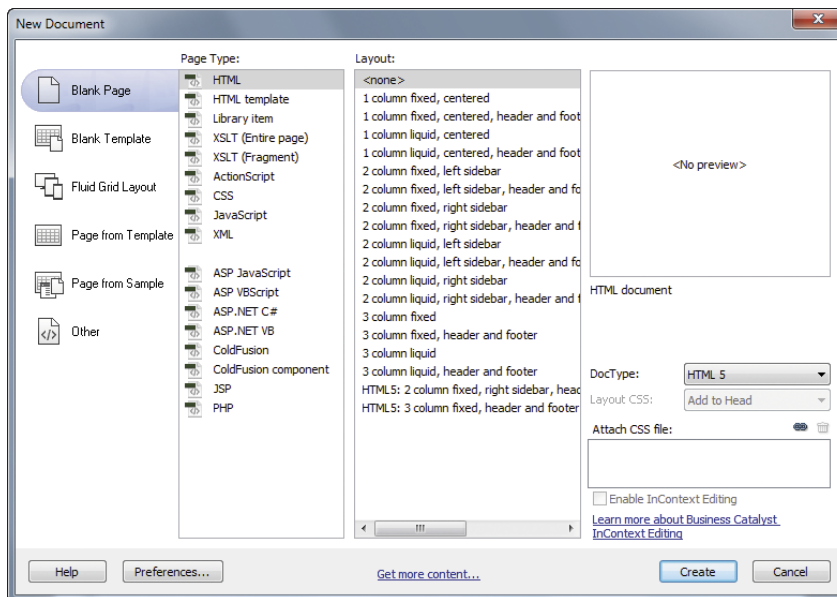 New Document
Page Type:
Layout:
Blank Page
Blank Template
Fluid Grid Layout
Page from Template
Page from Sample
Other
HTML
HTML template
Library item
XSLT (Entire page)
XSLT (Fragment)
ActionScript
CSS
JavaScript
XML
ASP JavaScript
ASP VBScript
ASP.NET C#
ASP.NET VB
ColdFusion
ColdFusion component
JSP
PHP
<none>
1 column fixed, centered
1 column fixed, centered, header and foot
1 column liquid, centered
1 column liquid, centered, header and foot
2 column fixed, left sidebar
2 column fixed, left sidebar, header and fo
2 column fixed, right sidebar
2 column fixed, right sidebar, header and f
2 column liquid, left sidebar
2 column liquid, left sidebar, header and fo
2 column liquid, right sidebar
2 column liquid, right sidebar, header and f
3 column fixed
3 column fixed, header and footer
3 column liquid
3 column liquid, header and footer
HTML5: 2 column fixed, right sidebar, head
HTML5: 3 column fixed, header and footer
<No preview>
HTML document
DocType:
HTML 5
Layout CSS:
Add to Head
Attach CSS file:
Enable InContext Editing
Learn more about Business Catalyst
InContext Editing
Help
Preferences...
Get more content...
Create
Cancel